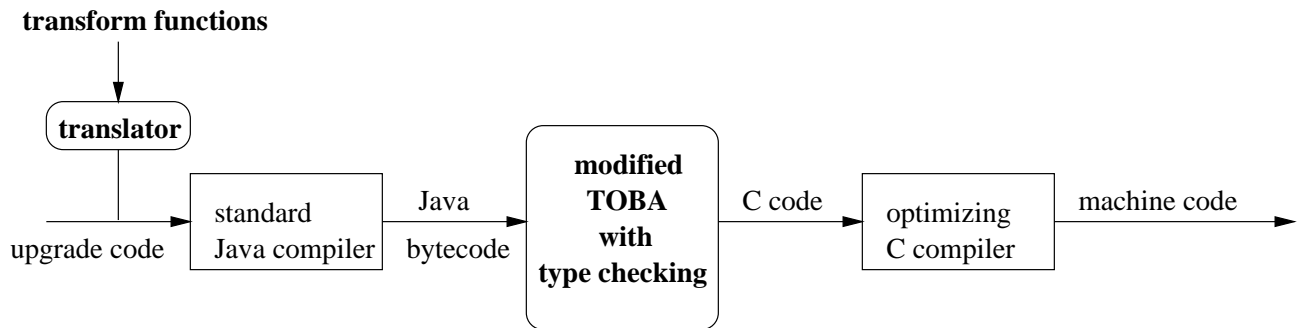 transform functions
translator
upgrade code
standard
Java compiler
Java
bytecode
modified
TOBA
with
type checking
C code
optimizing
C compiler
machine code